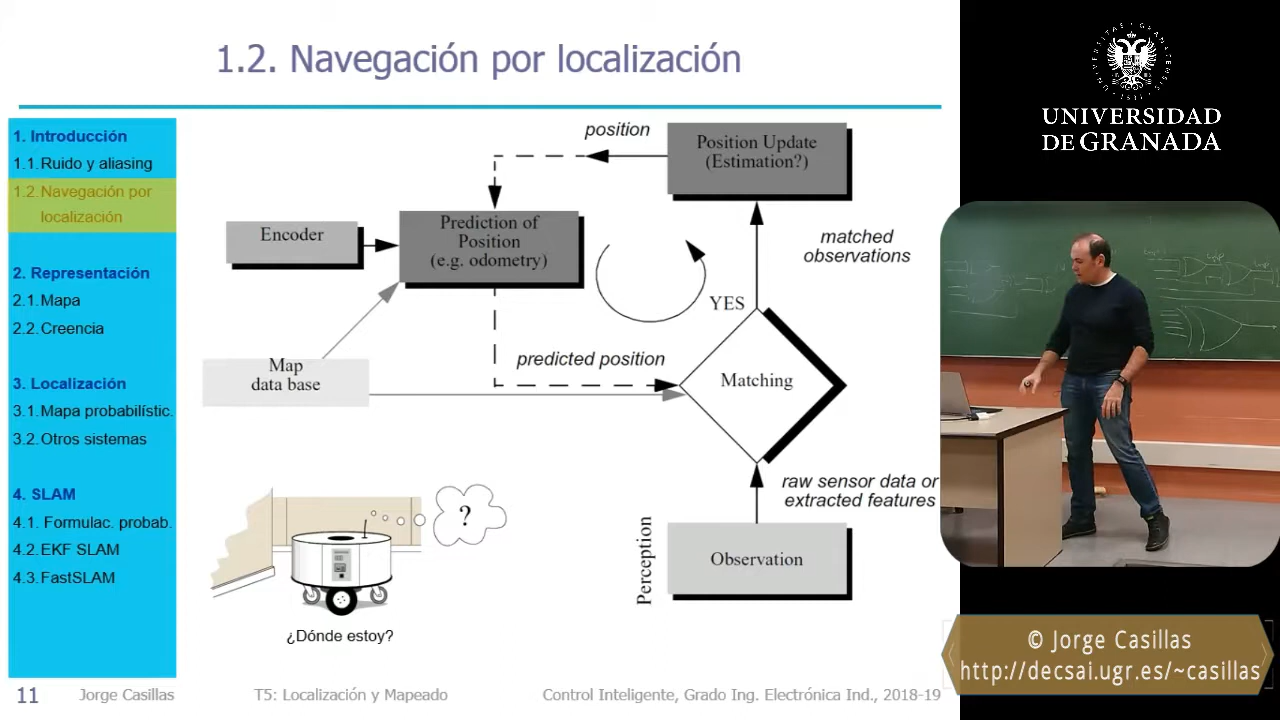 1.2. Navegación por localización
1. Introducción
1.1. Ruido y aliasing
1.2. Navegación por
localización
2. Representación
2.1. Mapa
2.2. Creencia
3. Localización
3.1. Mapa probabilístic.
3.2. Otros sistemas
4. SLAM
4.1. Formulac. probab.
4.2. EKF SLAM
4.3. FastSLAM
position
Position Update
(Estimation?)
Encoder
Prediction of
Position
(e.g. odometry)
matched
observations
YES
Map
data base
predicted position
Matching
raw sensor data or
extracted features
Perception
Observation
?
¿Dónde estoy?
11
Jorge Casillas
T5: Localización y Mapeado
Control Inteligente, Grado Ing. Electrónica Ind., 2018-19
UNIVERSIDAD
DE GRANADA
© Jorge Casillas
http://decsai.ugr.es/~casillas